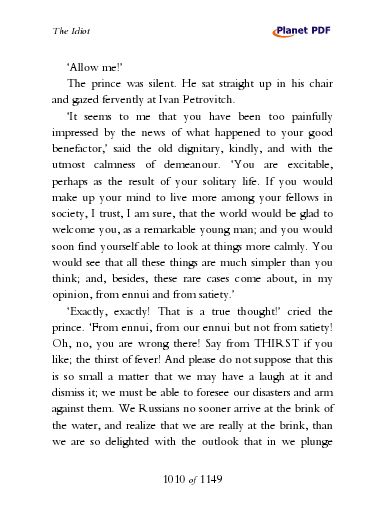 The Idiot
Planet PDF
'Allow me!'
The prince was silent. He sat straight up in his chair
and gazed fervently at Ivan Petrovitch.
'It seems to me that you have been too painfully
impressed by the news of what happened to your good
benefactor,' said the old dignitary, kindly, and with the
utmost calmness of demeanour. 'You are excitable,
perhaps as the result of your solitary life. If you would
make up your mind to live more among your fellows in
society, I trust, I am sure, that the world would be glad to
welcome you, as a remarkable young man; and you would
soon find yourself able to look at things more calmly. You
would see that all these things are much simpler than you
think; and, besides, these rare cases come about, in my
opinion, from ennui and from satiety.'
'Exactly, exactly! That is a true thought!' cried the
prince. 'From ennui, from our ennui but not from satiety!
Oh, no, you are wrong there! Say from THIRST if you
like; the thirst of fever! And please do not suppose that this
is so small a matter that we may have a laugh at it and
dismiss it; we must be able to foresee our disasters and arm
against them. We Russians no sooner arrive at the brink of
the water, and realize that we are really at the brink, than
we are so delighted with the outlook that in we plunge
1010 of 1149